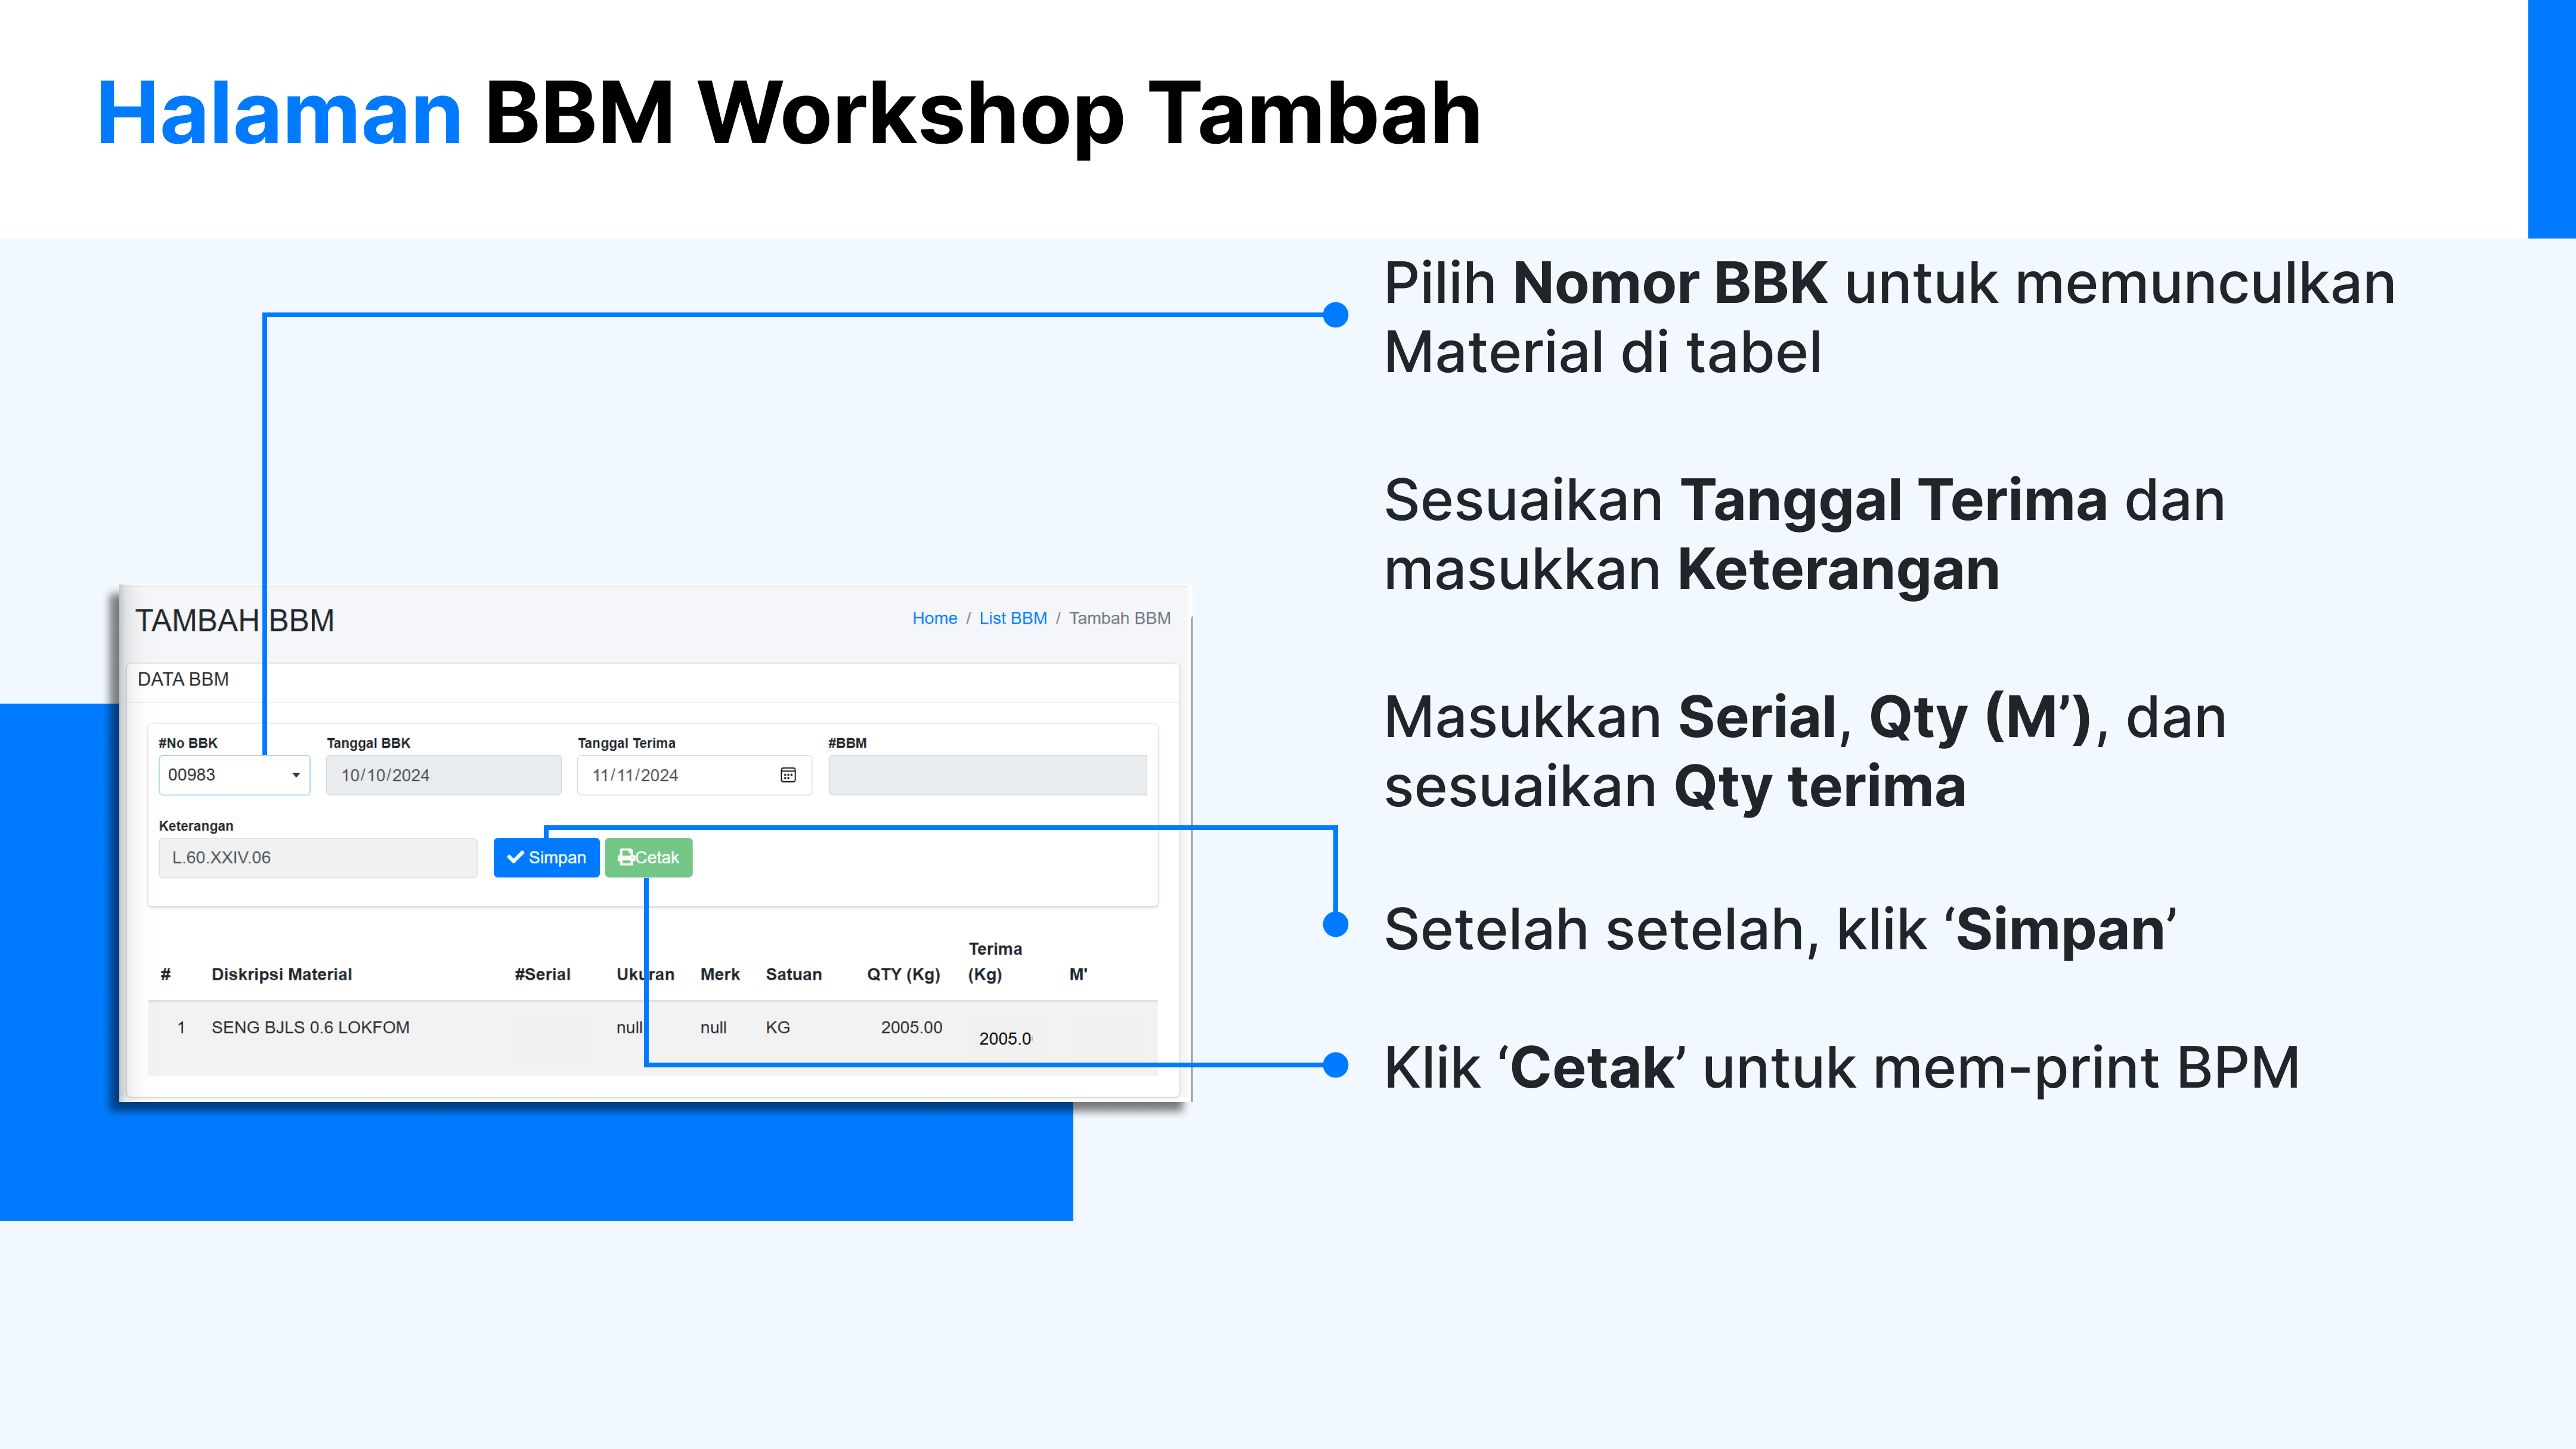 Halaman BBM Workshop Tambah
Pilih Nomor BBK untuk memunculkan
Material di tabel
Sesuaikan Tanggal Terima dan
masukkan Keterangan
Masukkan Serial, Qty (M’), dan
sesuaikan Qty terima
Setelah setelah, klik ‘Simpan’
Klik ‘Cetak’ untuk mem-print BPM
TAMBAH BBM
Home / List BBM / Tambah BBM
DATA BBM
#No BBK Tanggal BBK Tanggal Terima #BBM
00983 10/10/2024 11/11/2024
Keterangan
L.60.XXIV.06 Simpan Cetak
# Diskripsi Material #Serial Ukuran Merk Satuan QTY (Kg) Terima (Kg) M'
1 SENG BJLS 0.6 LOKFOM null null KG 2005.00 2005.0